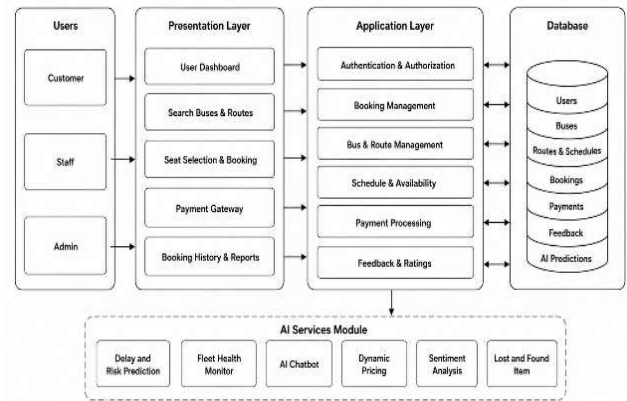 Users
Customer
Staff
Admin
Presentation Layer
User Dashboard
Search Buses & Routes
Seat Selection & Booking
Payment Gateway
Booking History & Reports
Application Layer
Authentication & Authorization
Booking Management
Bus & Route Management
Schedule & Availability
Payment Processing
Feedback & Ratings
Database
Users
Buses
Routes & Schedules
Bookings
Payments
Feedback
AI Predictions
AI Services Module
Delay and
Risk Prediction
Fleet Health
Monitor
AI Chatbot
Dynamic
Pricing
Sentiment
Analysis
Lost and Found
Item